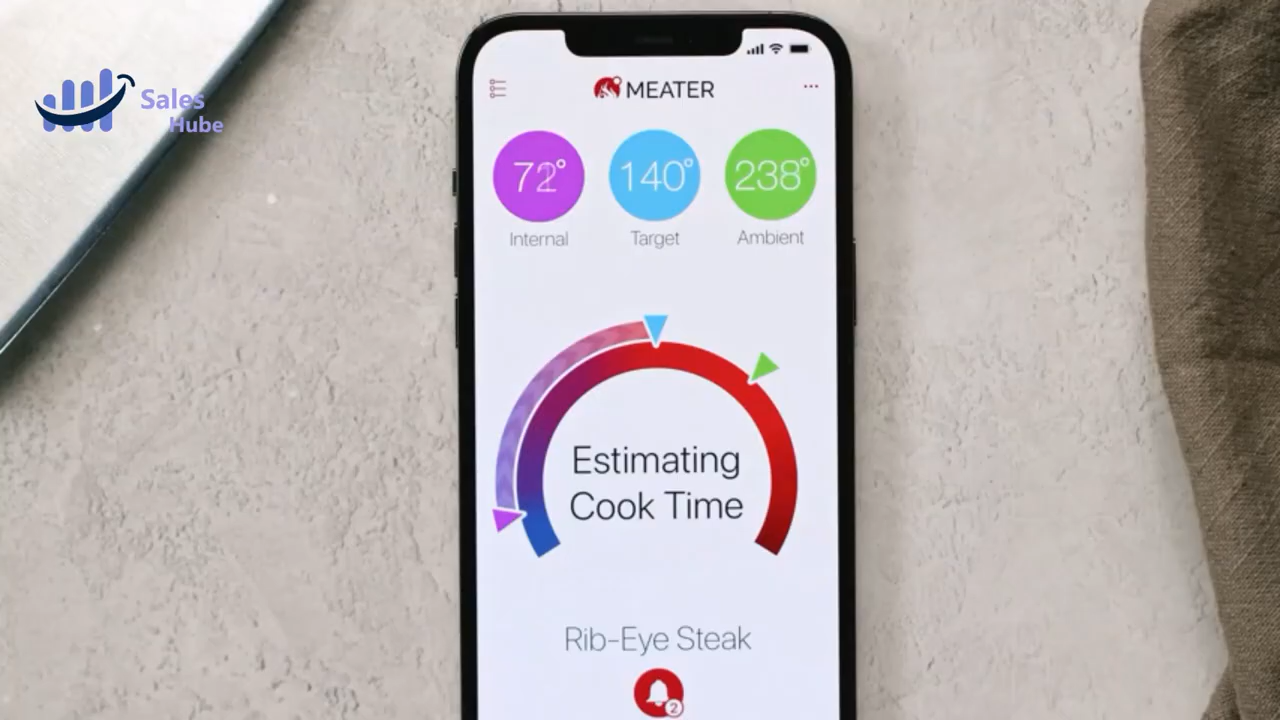 Sales
Hube
MEATER
72°
140°
238°
Internal
Target
Ambient
Estimating
Cook Time
Rib-Eye Steak
2